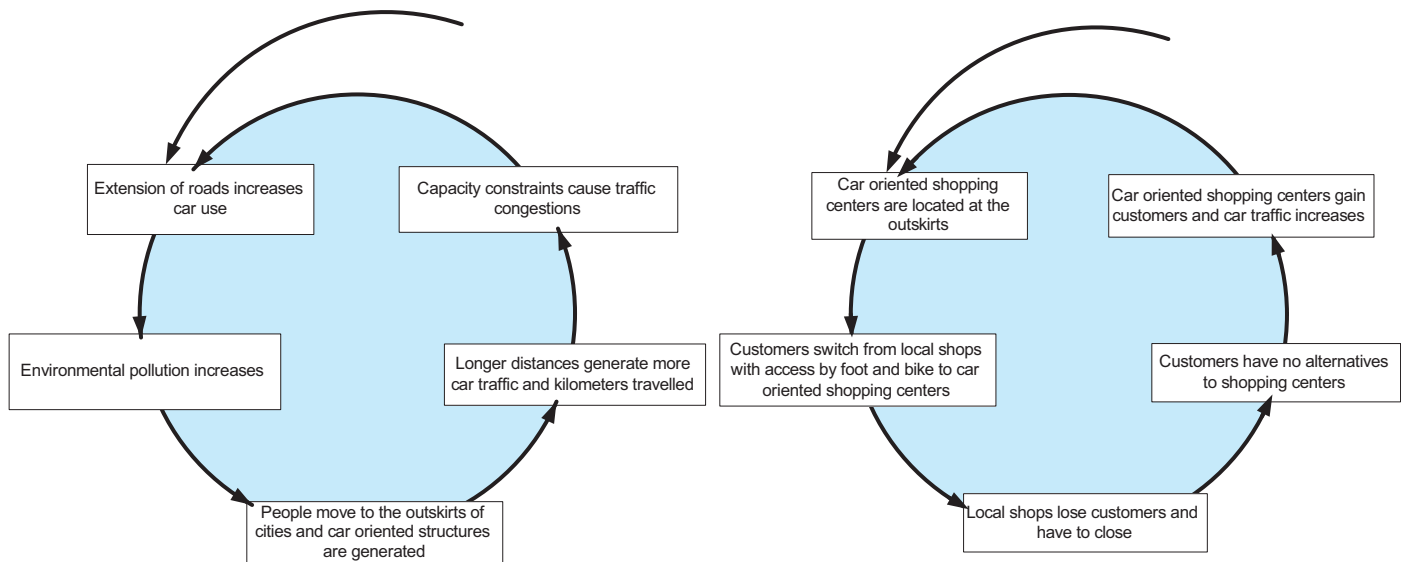 Extension of roads increases
car use
Capacity constraints cause traffic
congestions
Environmental pollution increases
Longer distances generate more
car traffic and kilometers travelled
People move to the outskirts of
cities and car oriented structures
are generated
Car oriented shopping
centers are located at the
outskirts
Car oriented shopping centers gain
customers and car traffic increases
Customers switch from local shops
with access by foot and bike to car
oriented shopping centers
Customers have no alternatives
to shopping centers
Local shops lose customers and
have to close